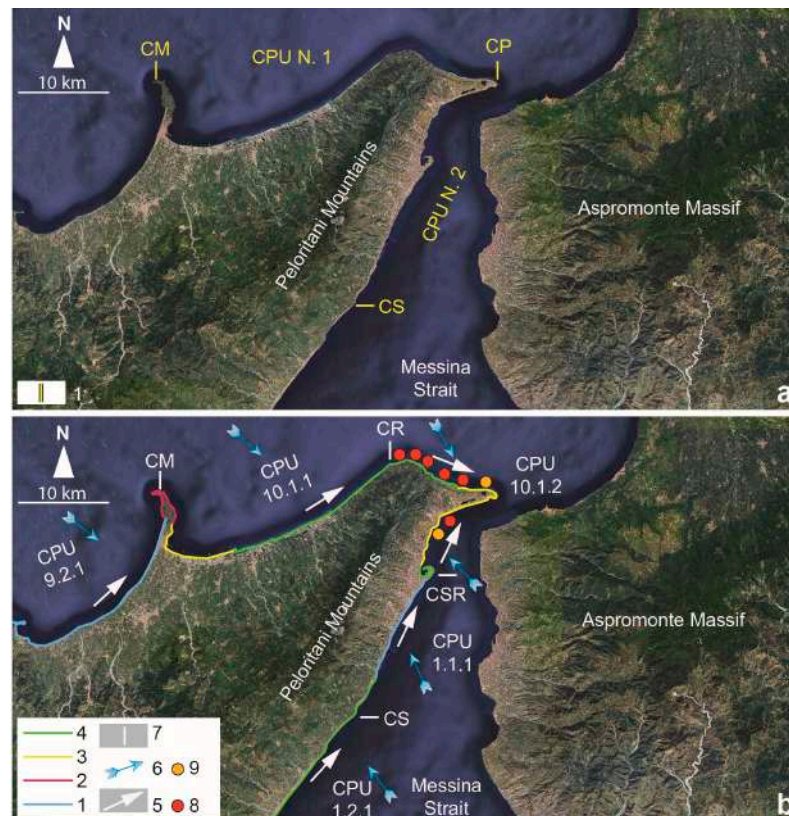 N
10 km
CM
CPU N. 1
CP
Peloritani Mountains
CPU N. 2
Aspromonte Massif
CS
Messina
Strait
1
a
N
10 km
CM
CPU
10.1.1
CR
CPU
10.1.2
CPU
9.2.1
CSR
Peloritani Mountains
Aspromonte Massif
CPU
1.1.1
CS
CPU
1.2.1
Messina
Strait
4
7
3
6
9
2
1
5
8
b